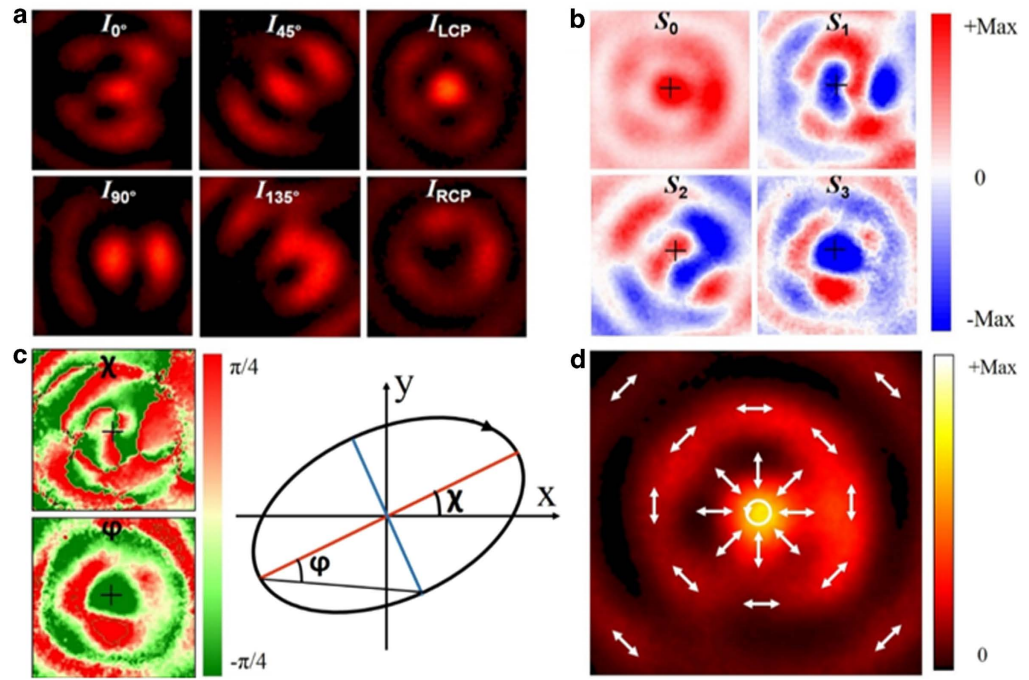 a
I0°
I45°
ILCP
I90°
I135°
IRCP
b
S0
S1
S2
S3
+Max
0
-Max
c
χ
φ
π/4
-π/4
y
x
χ
φ
d
+Max
0